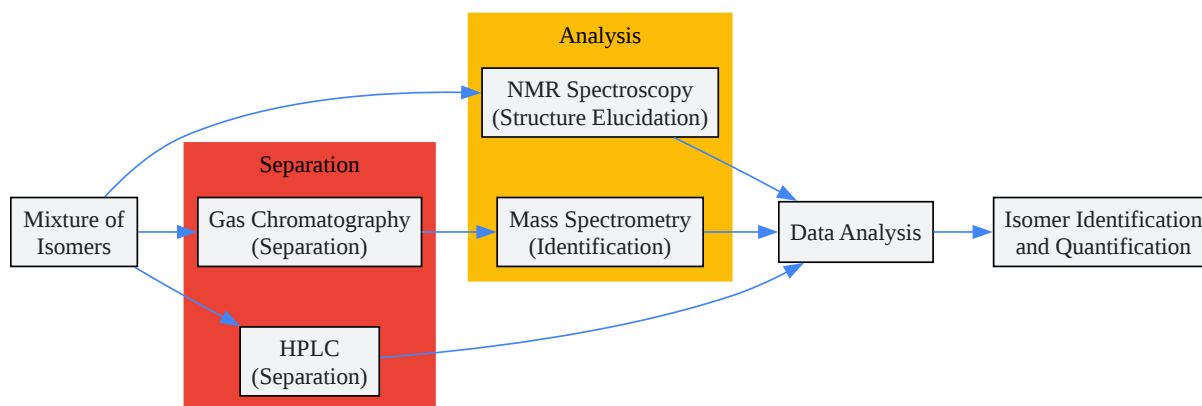 Analysis
NMR Spectroscopy
(Structure Elucidation)
Separation
Mixture of
Isomers
Gas Chromatography
(Separation)
Mass Spectrometry
(Identification)
Data Analysis
Isomer Identification
and Quantification
HPLC
(Separation)